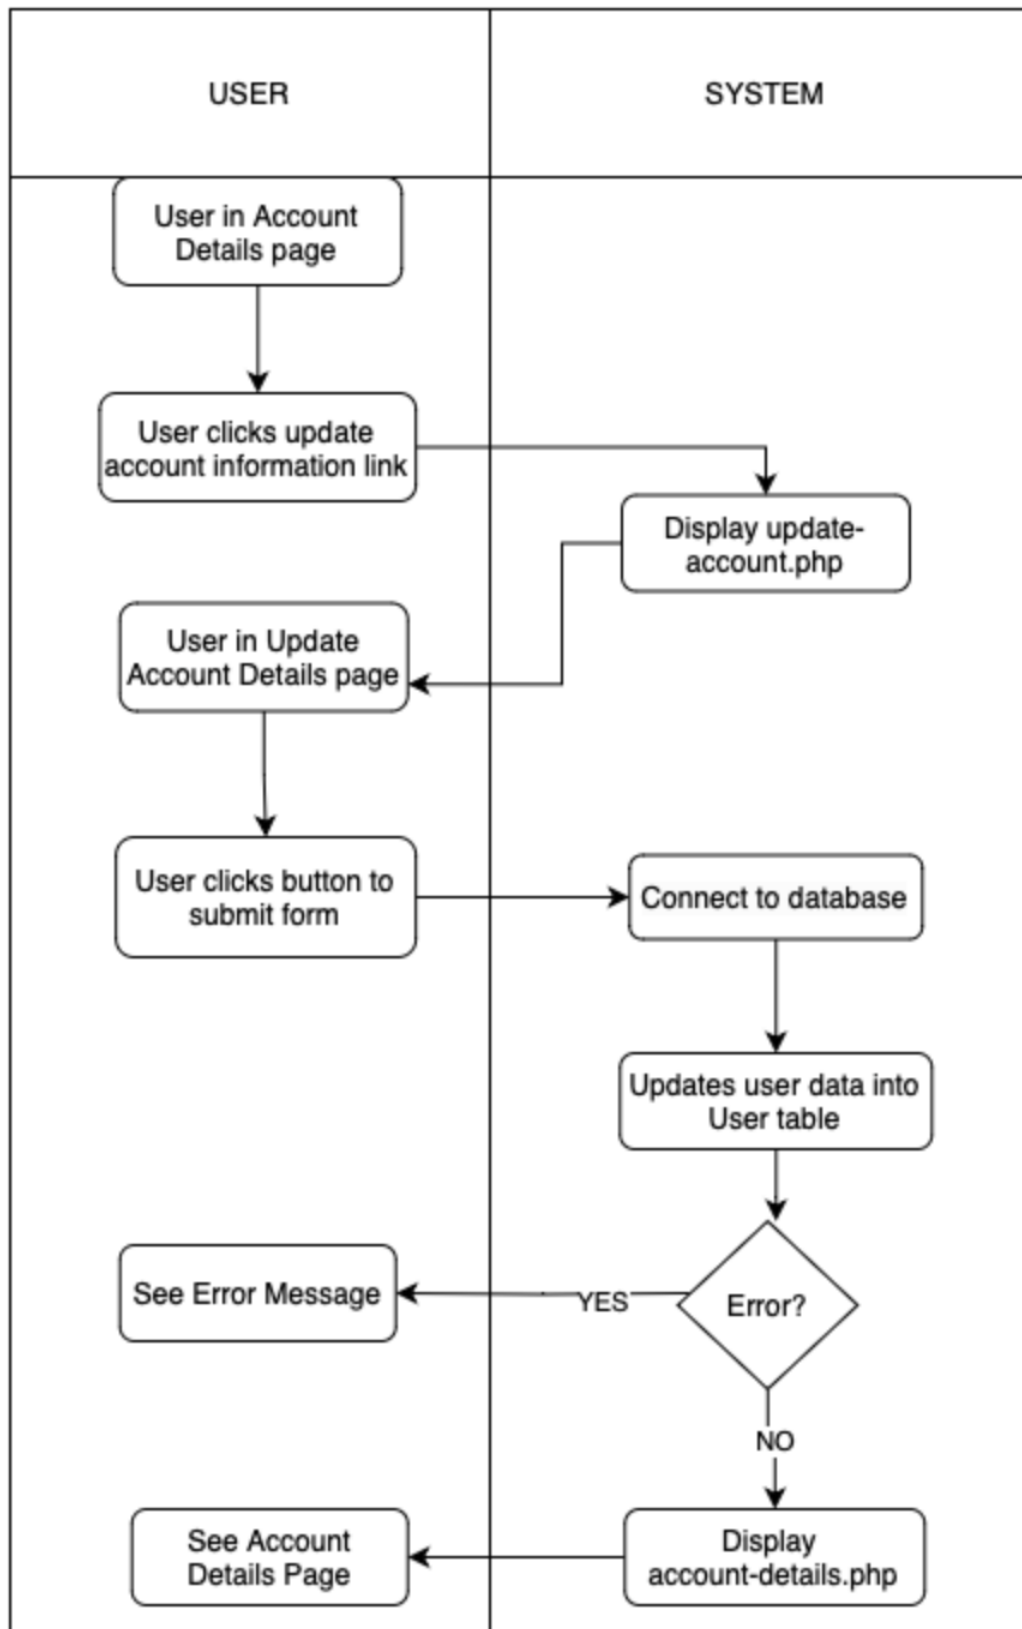 USER
SYSTEM
User in Account
Details page
User clicks update
account information link
Display update-
account.php
User in Update
Account Details page
User clicks button to
submit form
Connect to database
Updates user data into
User table
Error?
YES
See Error Message
NO
Display
account-details.php
See Account
Details Page